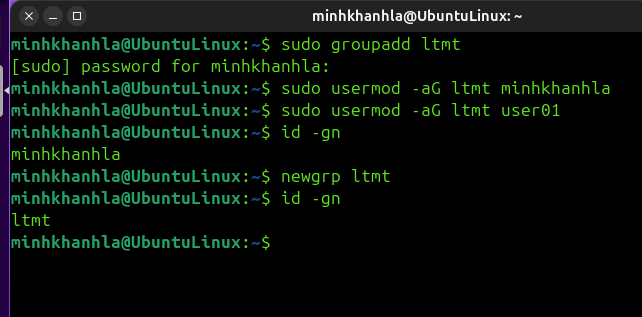 minhkhanhla@UbuntuLinux: ~
minhkhanhla@UbuntuLinux:~$ sudo groupadd ltmt
[sudo] password for minhkhanhla:
minhkhanhla@UbuntuLinux:~$ sudo usermod -aG ltmt minhkhanhla
minhkhanhla@UbuntuLinux:~$ sudo usermod -aG ltmt user01
minhkhanhla@UbuntuLinux:~$ id -gn
minhkhanhla
minhkhanhla@UbuntuLinux:~$ newgrp ltmt
minhkhanhla@UbuntuLinux:~$ id -gn
ltmt
minhkhanhla@UbuntuLinux:~$